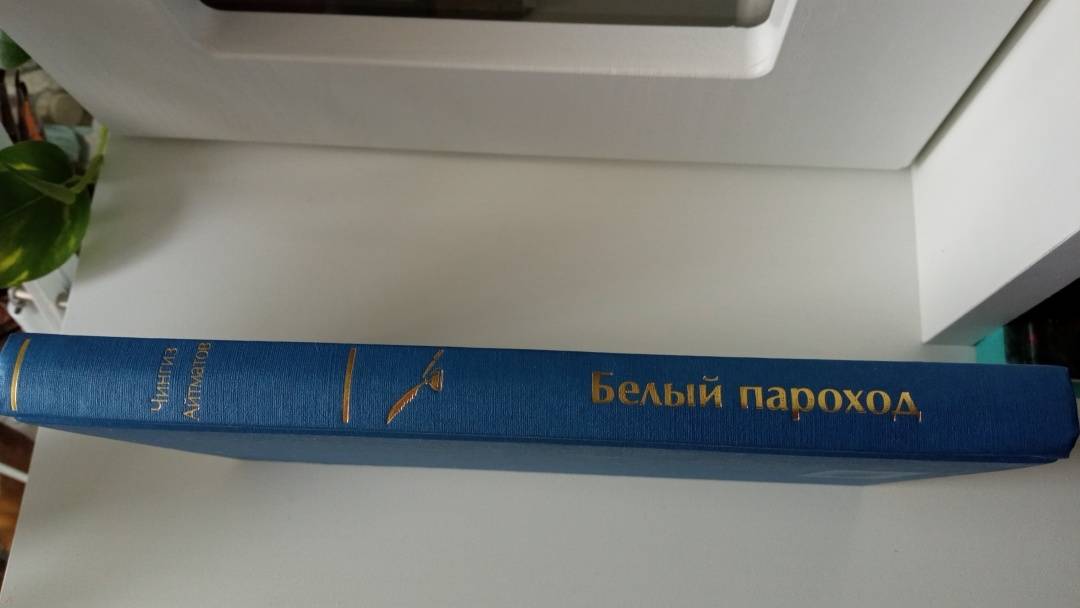 Чингиз
Айтматов
Белый пароход